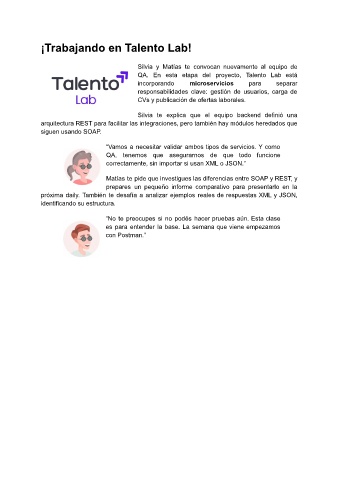 ¡Trabajando en Talento Lab!
Talento
Lab
Silvia y Matías te convocan nuevamente al equipo de
QA. En esta etapa del proyecto, Talento Lab está
incorporando microservicios para separar
responsabilidades clave: gestión de usuarios, carga de
CVs y publicación de ofertas laborales.
Silvia te explica que el equipo backend definió una
arquitectura REST para facilitar las integraciones, pero también hay módulos heredados que
siguen usando SOAP.
"Vamos a necesitar validar ambos tipos de servicios. Y como
QA, tenemos que asegurarnos de que todo funcione
correctamente, sin importar si usan XML o JSON."
Matías te pide que investigues las diferencias entre SOAP y REST, y
prepares un pequeño informe comparativo para presentarlo en la
próxima daily. También te desafía a analizar ejemplos reales de respuestas XML y JSON,
identificando su estructura.
"No te preocupes si no podés hacer pruebas aún. Esta clase
es para entender la base. La semana que viene empezamos
con Postman."